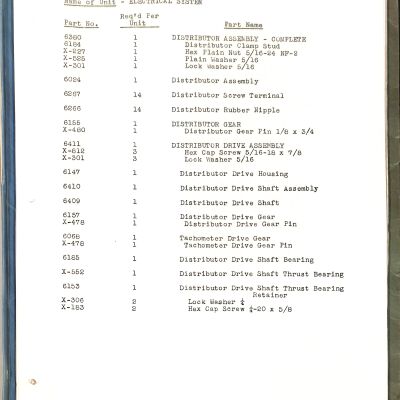 Name of Unit - ELECTRICAL SYSTEM
Part No. Req'd Per Unit Part Name
6360 1 DISTRIBUTOR ASSEMBLY - COMPLETE
6184 1 Distributor Clamp Stud
X-227 1 Hex Plain Nut 5/16-24 NF-2
X-525 1 Plain Washer 5/16
X-301 1 Lock Washer 5/16
6024 1 Distributor Assembly
6287 14 Distributor Screw Terminal
6266 14 Distributor Rubber Nipple
6155 1 DISTRIBUTOR GEAR
X-480 1 Distributor Gear Pin 1/8 x 3/4
6411 1 DISTRIBUTOR DRIVE ASSEMBLY
X-612 3 Hex Cap Screw 5/16-18 x 7/8
X-301 3 Lock Washer 5/16
6147 1 Distributor Drive Housing
6410 1 Distributor Drive Shaft Assembly
6409 1 Distributor Drive Shaft
6157 1 Distributor Drive Gear
X-478 1 Distributor Drive Gear Pin
6068 1 Tachometer Drive Gear
X-478 1 Tachometer Drive Gear Pin
6185 1 Distributor Drive Shaft Bearing
X-552 1 Distributor Drive Shaft Thrust Bearing
6153 1 Distributor Drive Shaft Thrust Bearing
Retainer
X-306 2 Lock Washer ¼
X-183 2 Hex Cap Screw ¼-20 x 5/8